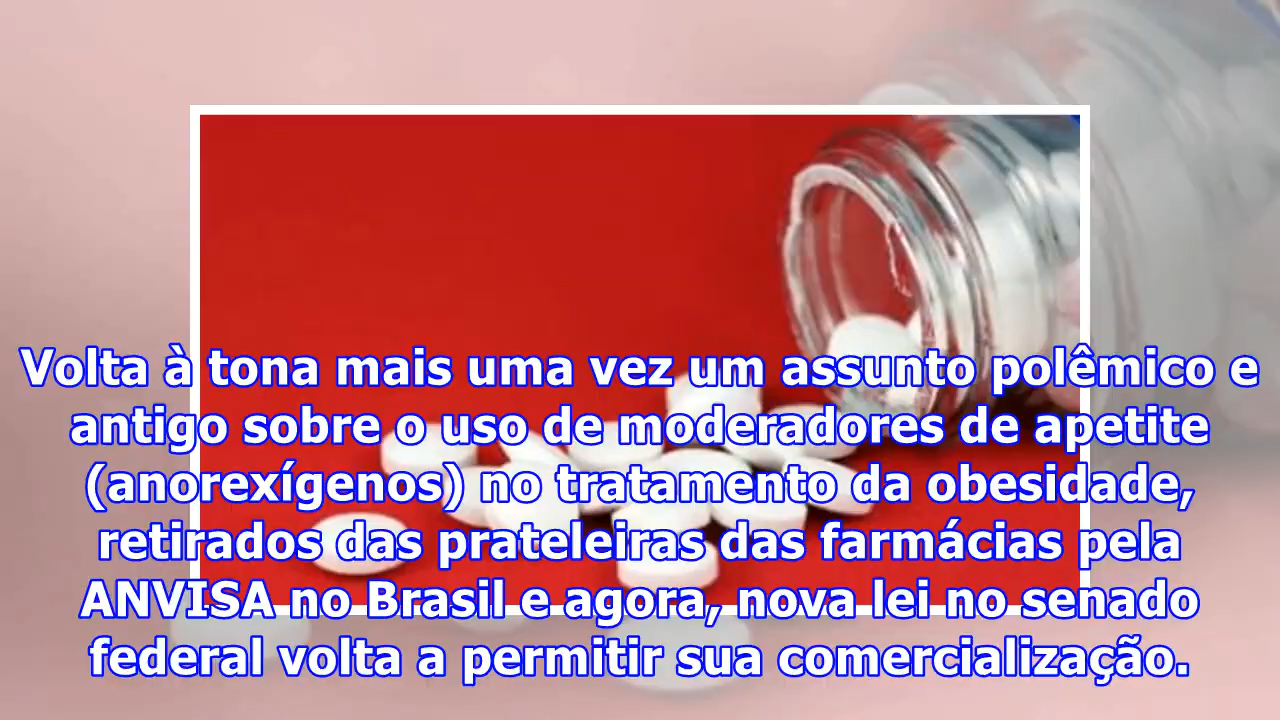 Volta à tona mais uma vez um assunto polêmico e
antigo sobre o uso de moderadores de apetite
(anorexígenos) no tratamento da obesidade,
retirados das prateleiras das farmácias pela
ANVISA no Brasil e agora, nova lei no senado
federal volta a permitir sua comercialização.